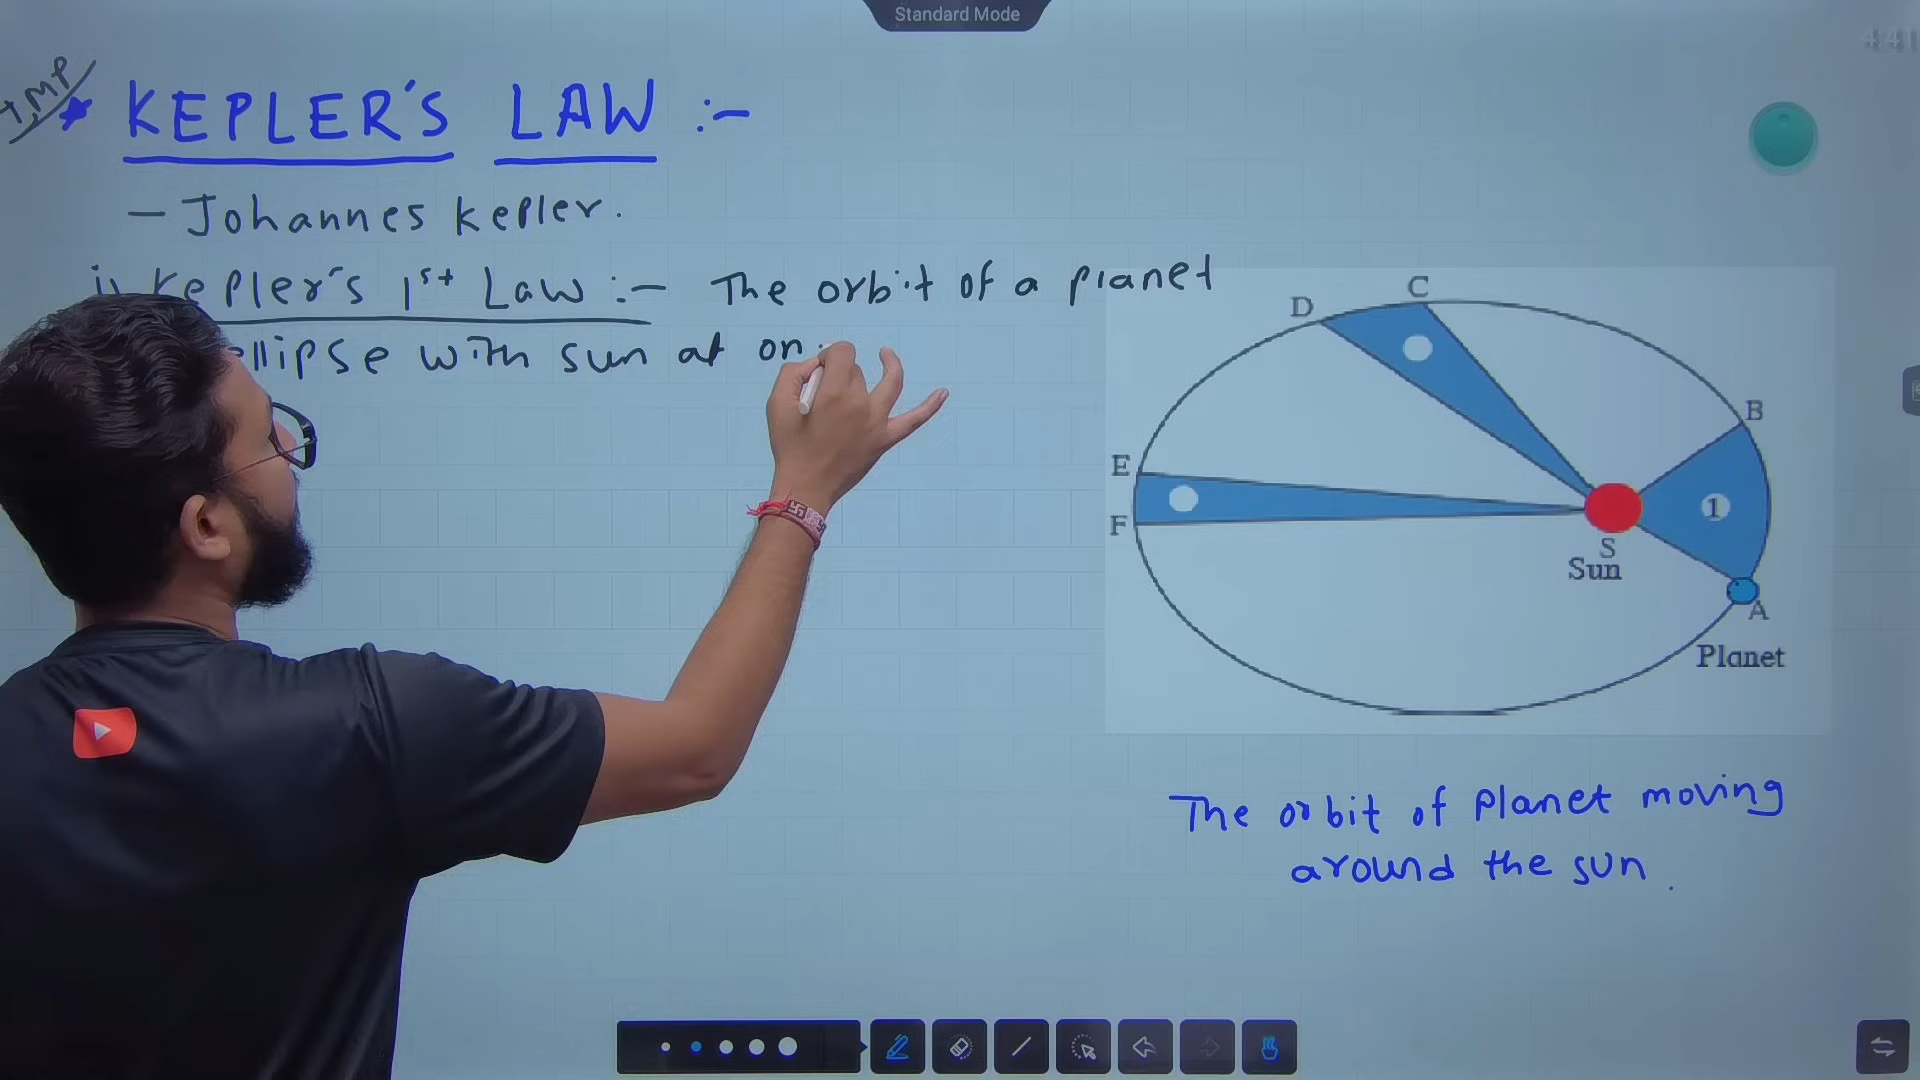 Standard Mode
IMP
KEPLER'S LAW :-
- Johannes Kepler.
i) Kepler's 1st Law :- The orbit of a planet
ellipse with sun at on
D
C
B
E
F
1
S
Sun
A
Planet
The orbit of planet moving
around the sun.